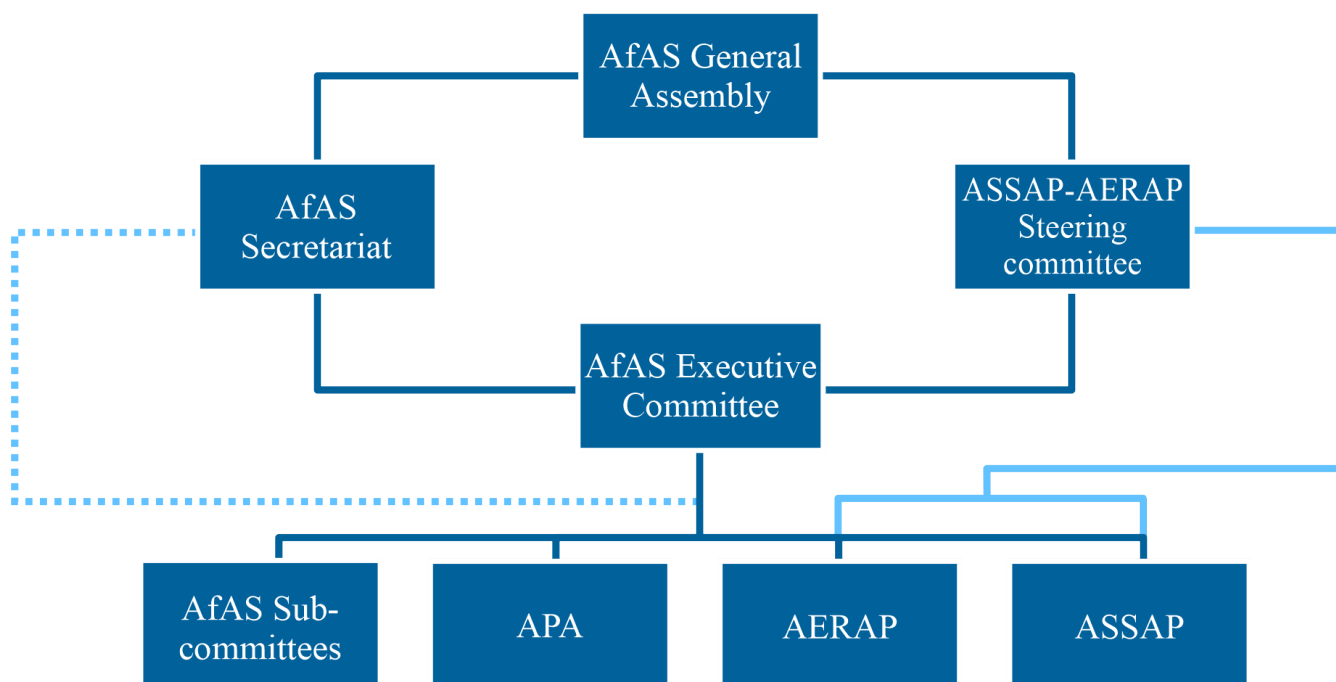 AfAS General
Assembly
AfAS
Secretariat
ASSAP-AERAP
Steering
committee
AfAS Executive
Committee
AfAS Sub-
committees
APA
AERAP
ASSAP